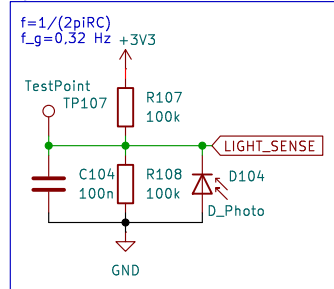 f=1/(2piRC)
f_g=0,32 Hz
+3V3
TestPoint
TP107
R107
100k
LIGHT_SENSE
C104
100n
R108
100k
D104
D_Photo
GND